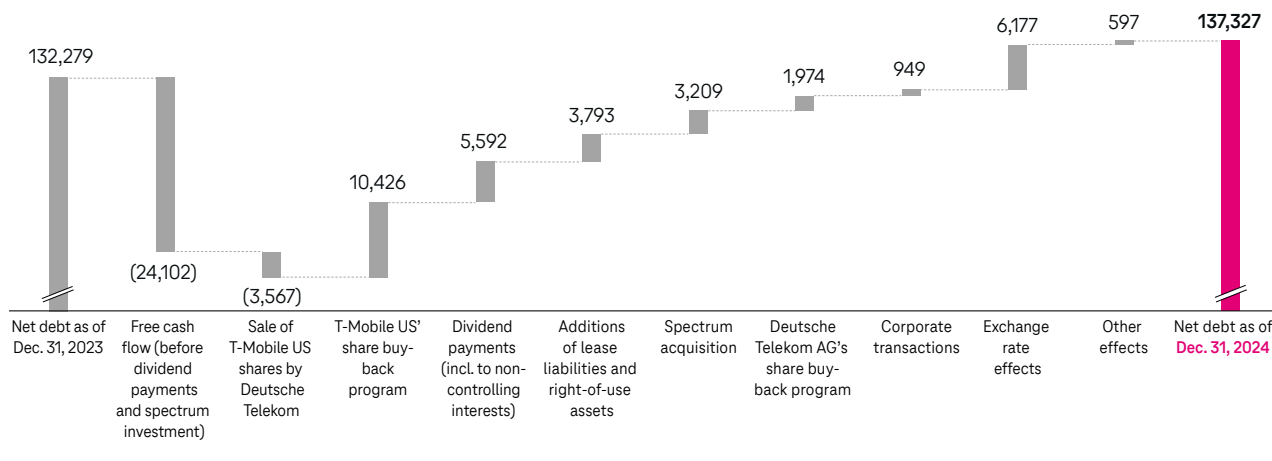 132,279
(24,102)
(3,567)
10,426
5,592
3,793
3,209
1,974
949
6,177
597
137,327
Net debt as of
Dec. 31, 2023
Free cash
flow (before
dividend
payments
and spectrum
investment)
Sale of
T-Mobile US
shares by
Deutsche
Telekom
T-Mobile US’
share buy-
back
program
Dividend
payments
(incl. to non-
controlling
interests)
Additions
of lease
liabilities and
right-of-use
assets
Spectrum
acquisition
Deutsche
Telekom AG’s
share buy-
back program
Corporate
transactions
Exchange
rate
effects
Other
effects
Net debt as of
Dec. 31, 2024